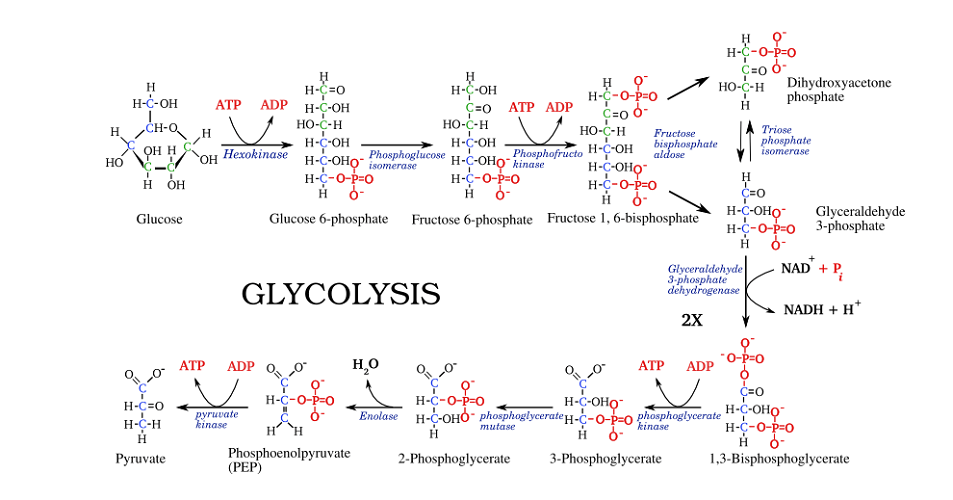 ATP ADP
Hexokinase
Glucose
Glucose 6-phosphate
Phosphoglucose
isomerase
Fructose 6-phosphate
ATP ADP
Phosphofructo
kinase
Fructose 1, 6-bisphosphate
Fructose
bisphosphate
aldose
Dihydroxyacetone
phosphate
Triose
phosphate
isomerase
Glyceraldehyde
3-phosphate
Glyceraldehyde
3-phosphate
dehydrogenase
NAD+ + Pi
NADH + H+
GLYCOLYSIS
2X
1,3-Bisphosphoglycerate
ATP ADP
phosphoglycerate
kinase
3-Phosphoglycerate
phosphoglycerate
mutase
2-Phosphoglycerate
H2O
Enolase
Phosphoenolpyruvate
(PEP)
ATP ADP
pyruvate
kinase
Pyruvate